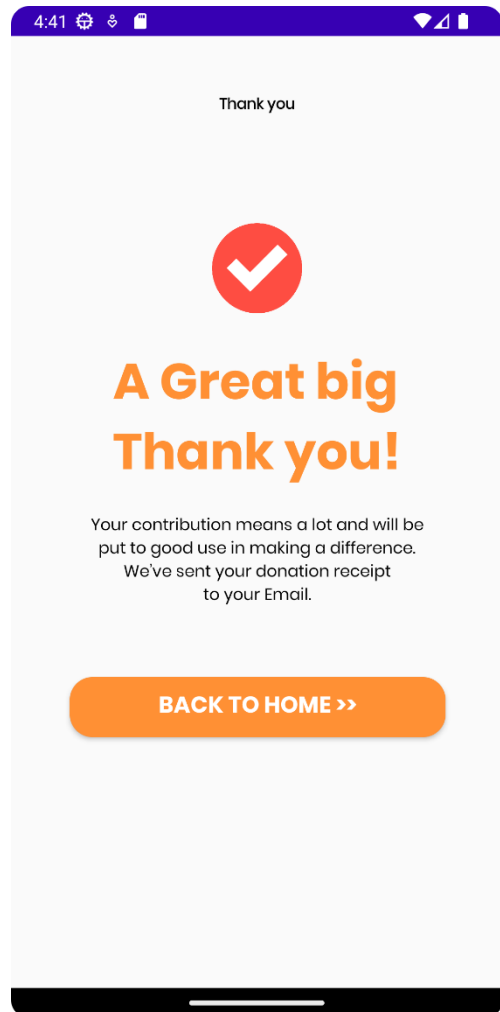 4:41
Thank you
A Great big
Thank you!
Your contribution means a lot and will be
put to good use in making a difference.
We've sent your donation receipt
to your Email.
BACK TO HOME >>